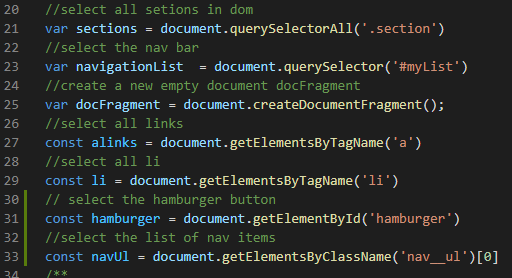 20 //select all setions in dom
21 var sections = document.querySelectorAll('.section')
22 //select the nav bar
23 var navigationList  = document.querySelector('#myList')
24 //create a new empty document docFragment
25 var docFragment = document.createDocumentFragment();
26 //select all links
27 const alinks = document.getElementsByTagName('a')
28 //select all li
29 const li = document.getElementsByTagName('li')
30 // select the hamburger button
31 const hamburger = document.getElementById('hamburger')
32 //select the list of nav items
33 const navUl = document.getElementsByClassName('nav__ul')[0]
34 /**